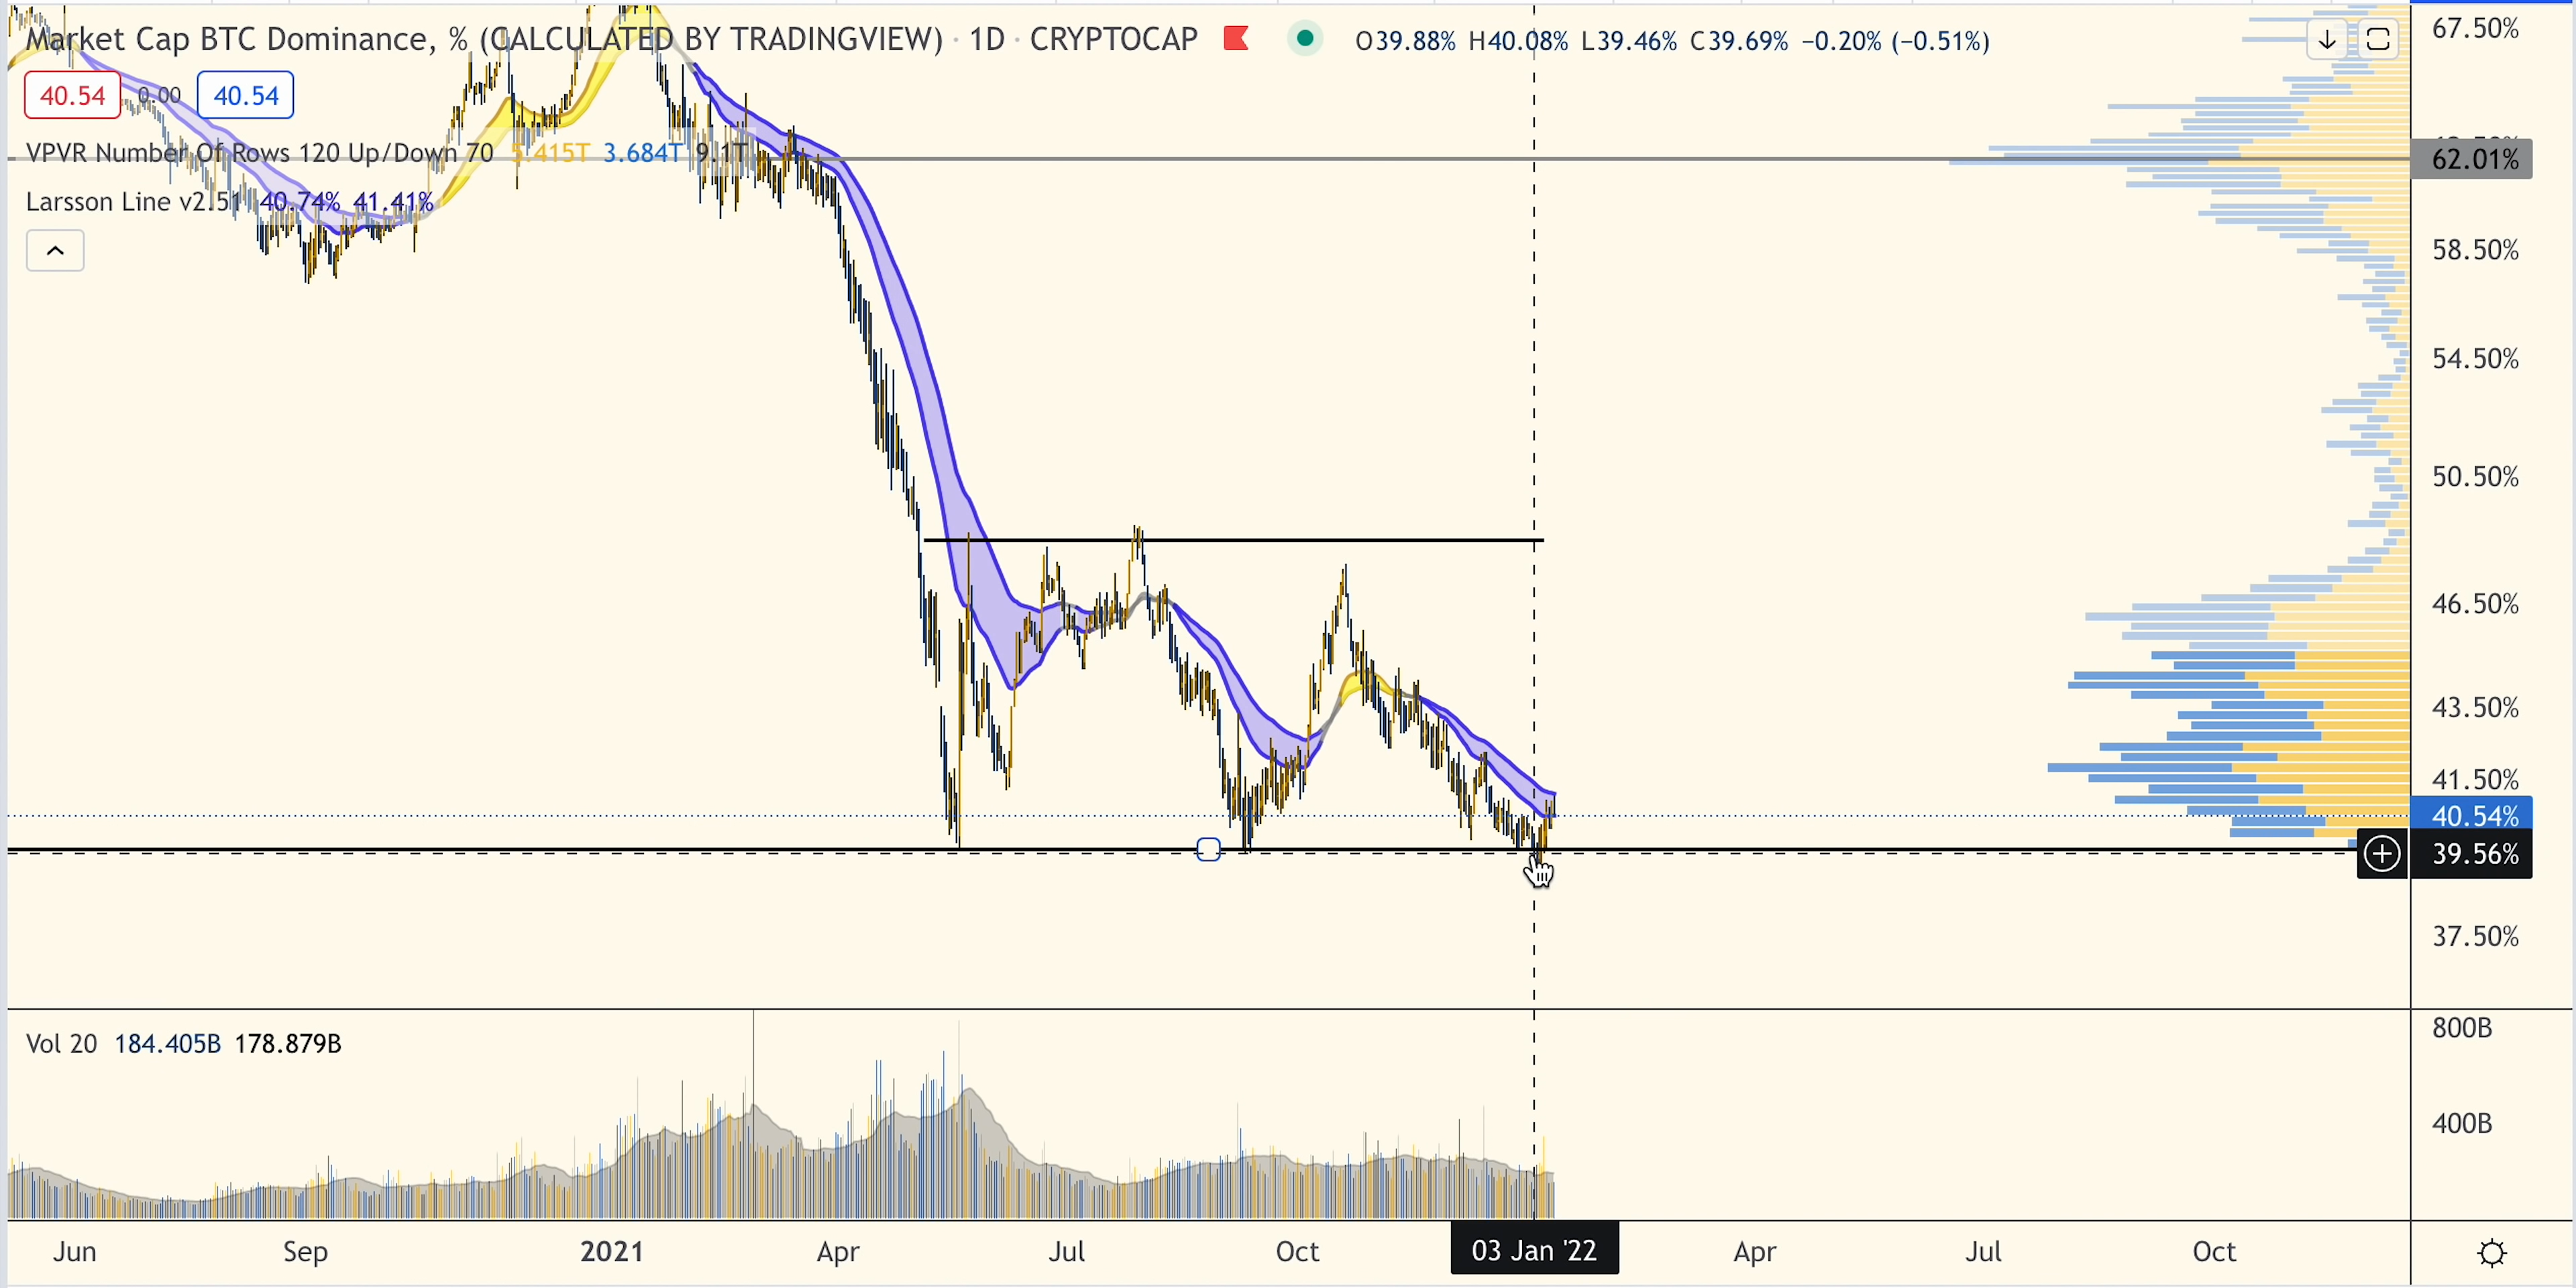 Market Cap BTC Dominance, % (CALCULATED BY TRADINGVIEW) · 1D · CRYPTOCAP O39.88% H40.08% L39.46% C39.69% −0.20% (−0.51%)
40.54 0.00 40.54
VPVR Number Of Rows 120 Up/Down 70 5.415T 3.684T 9.1T
Larsson Line v2.51 40.74% 41.41%
67.50%
62.01%
58.50%
54.50%
50.50%
46.50%
43.50%
41.50%
40.54%
39.56%
37.50%
Vol 20 184.405B 178.879B
800B
400B
Jun Sep 2021 Apr Jul Oct 03 Jan '22 Apr Jul Oct